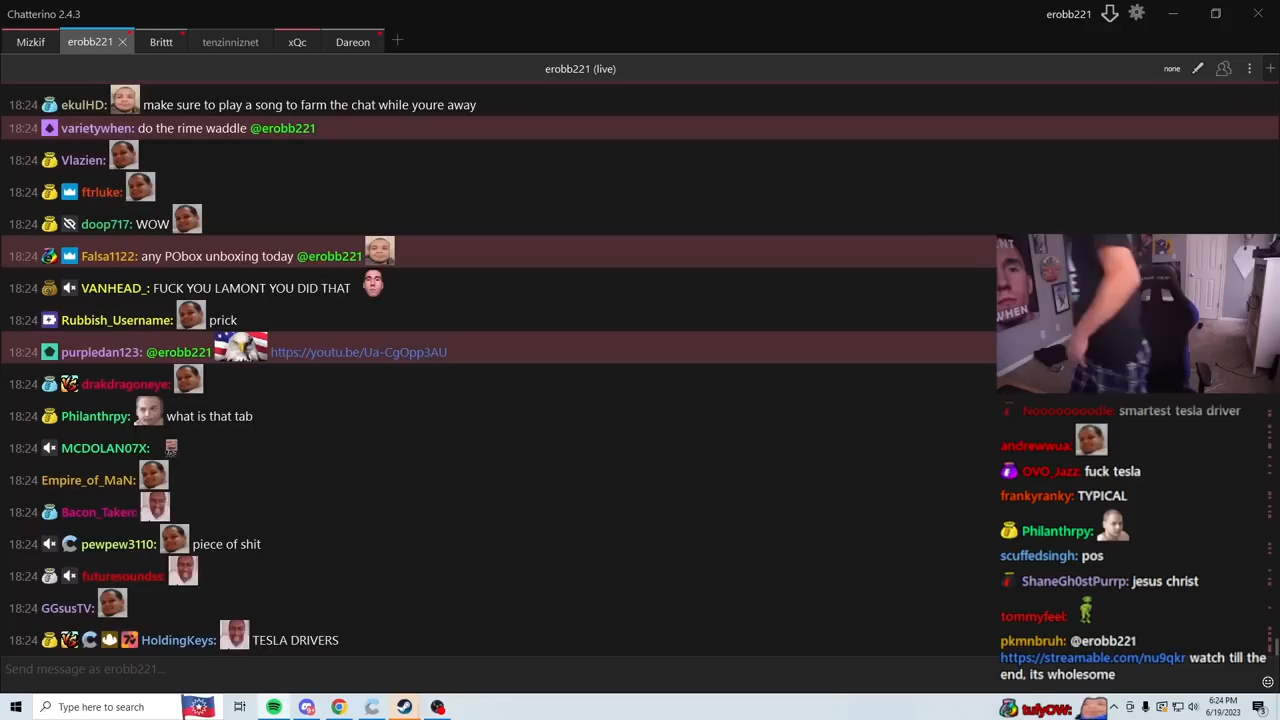 Chatterino 2.4.3
erobb221
Mizkif
erobb221
Brittt
tenzinniznet
xQc
Dareon
erobb221 (live)
none
18:24 ekulHD: make sure to play a song to farm the chat while youre away
18:24 varietywhen: do the rime waddle @erobb221
18:24 Vlazien:
18:24 ftrluke:
18:24 doop717: WOW
18:24 Falsa1122: any PObox unboxing today @erobb221
18:24 VANHEAD_: FUCK YOU LAMONT YOU DID THAT
18:24 Rubbish_Username: prick
18:24 purpledan123: @erobb221 https://youtu.be/Ua-CgOpp3AU
18:24 drakdragoneye:
18:24 Philanthrpy: what is that tab
18:24 MCDOLAN07X:
18:24 Empire_of_MaN:
18:24 Bacon_Taken:
18:24 pewpew3110: piece of shit
18:24 futuresoundss:
18:24 GGsusTV:
18:24 HoldingKeys: TESLA DRIVERS
Send message as erobb221...
WHEN
Noooooooodle: smartest tesla driver
andrewwua:
OVO_Jazz: fuck tesla
frankyranky: TYPICAL
Philanthrpy:
scuffedsingh: pos
ShaneGh0stPurrp: jesus christ
tommyfeel:
pkmnbruh: @erobb221
https://streamable.com/nu9qkr watch till the
end, its wholesome
tufyOW:
Type here to search
6:24 PM
6/19/2023